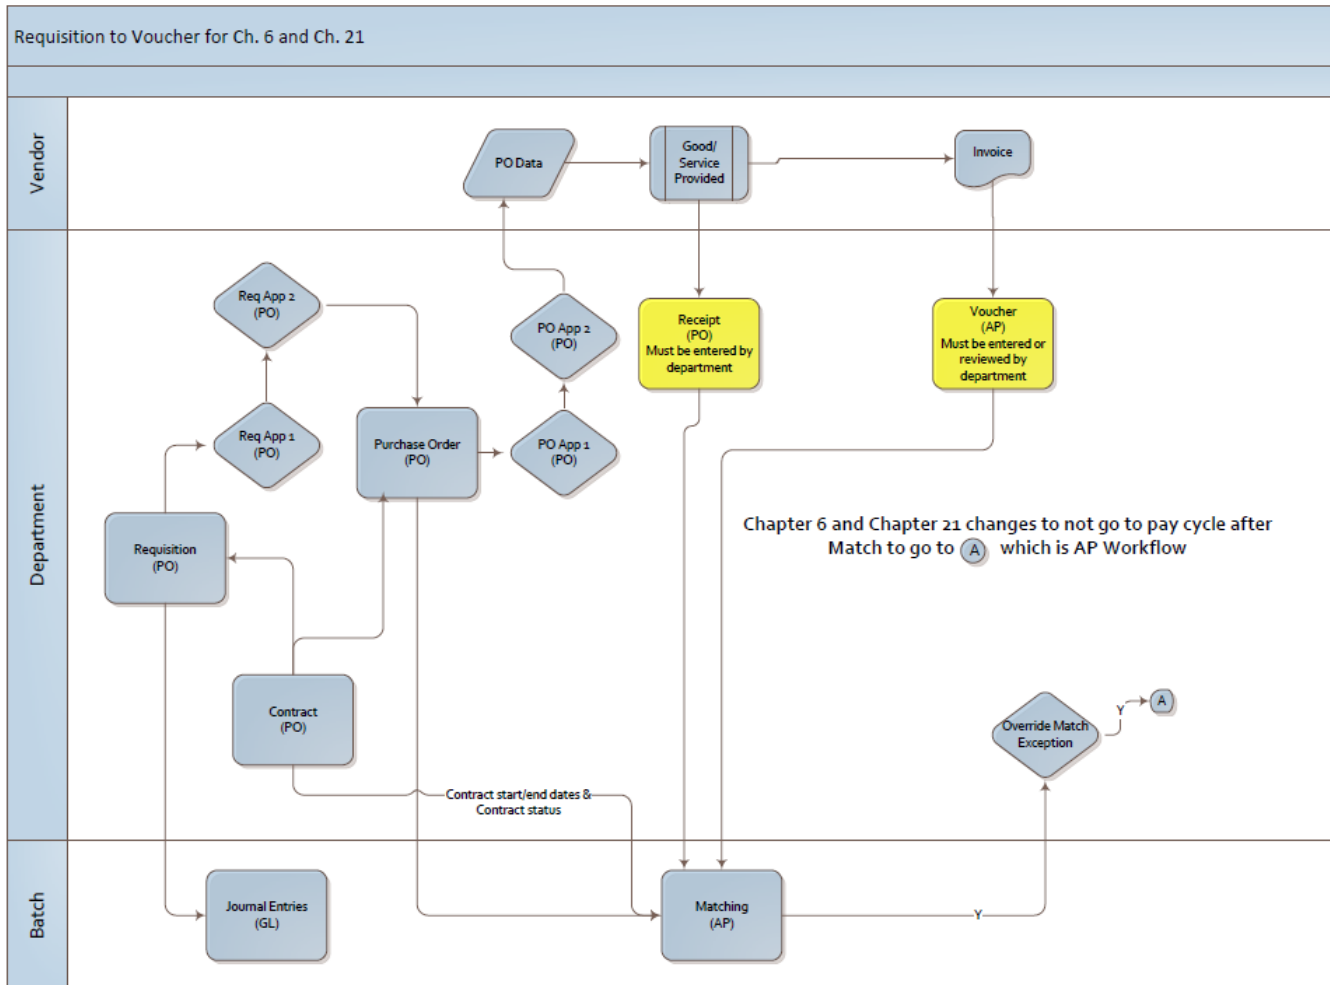 Requisition to Voucher for Ch. 6 and Ch. 21
Vendor
PO Data
Good/
Service
Provided
Invoice
Department
Req App 2
(PO)
Req App 1
(PO)
Requisition
(PO)
Contract
(PO)
Purchase Order
(PO)
PO App 2
(PO)
PO App 1
(PO)
Receipt
(PO)
Must be entered by
department
Voucher
(AP)
Must be entered or
reviewed by
department
Chapter 6 and Chapter 21 changes to not go to pay cycle after
Match to go to A which is AP Workflow
Contract start/end dates &
Contract status
Override Match
Exception
Y
A
Batch
Journal Entries
(GL)
Matching
(AP)
Y